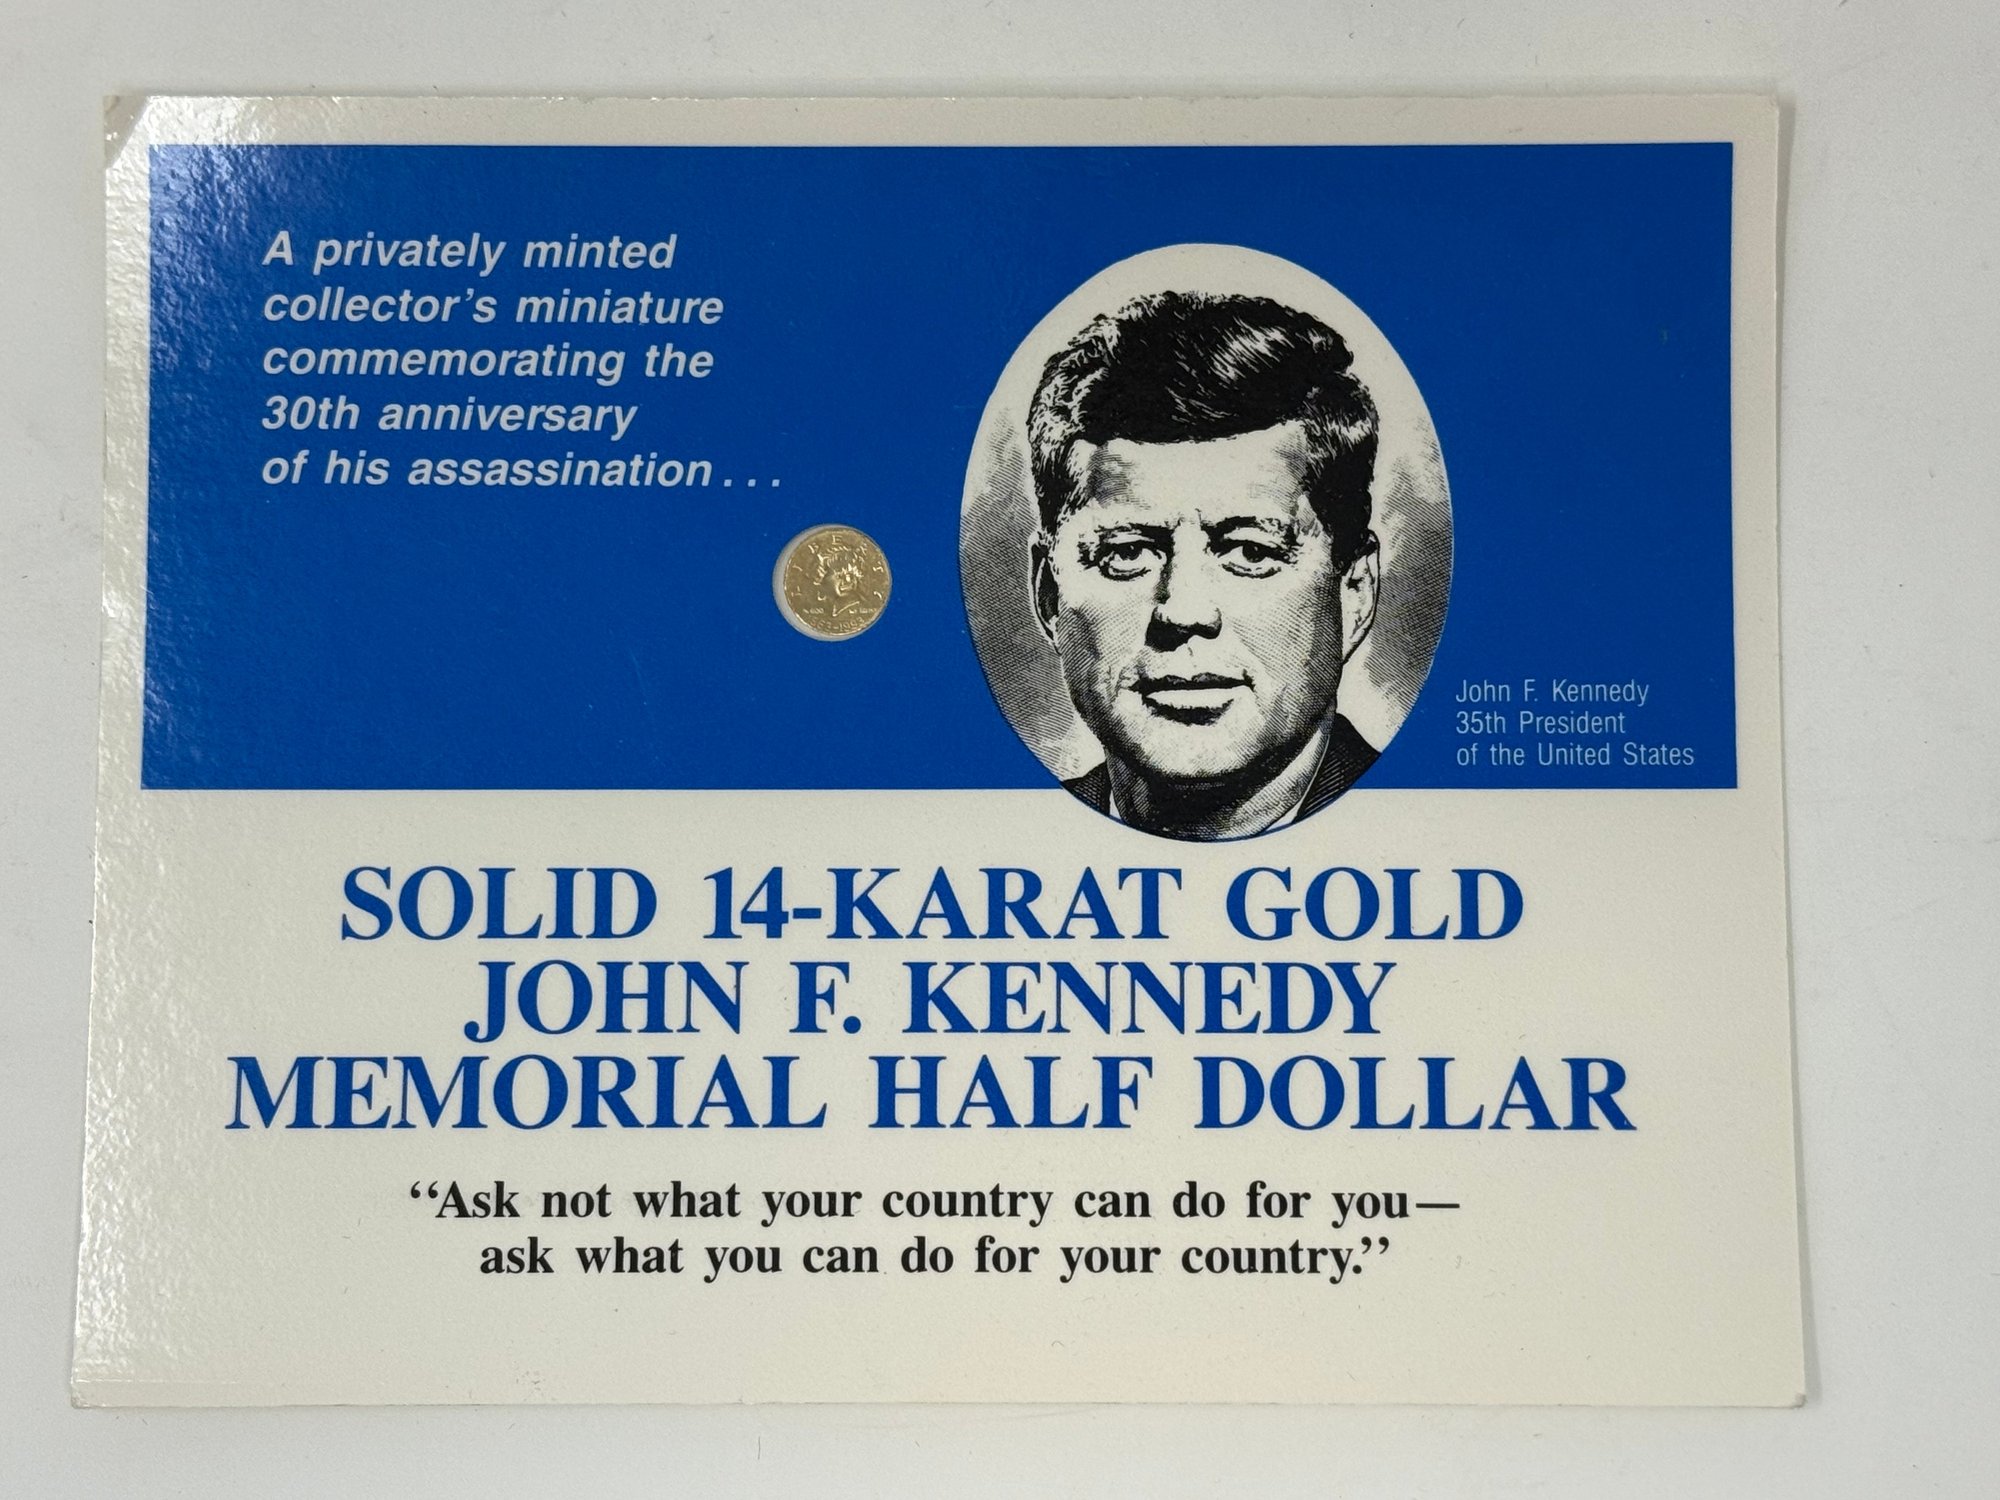 A privately minted
collector's miniature
commemorating the
30th anniversary
of his assassination...
LIBERTY
John F. Kennedy
35th President
of the United States
SOLID 14-KARAT GOLD
JOHN F. KENNEDY
MEMORIAL HALF DOLLAR
“Ask not what your country can do for you—
ask what you can do for your country.”